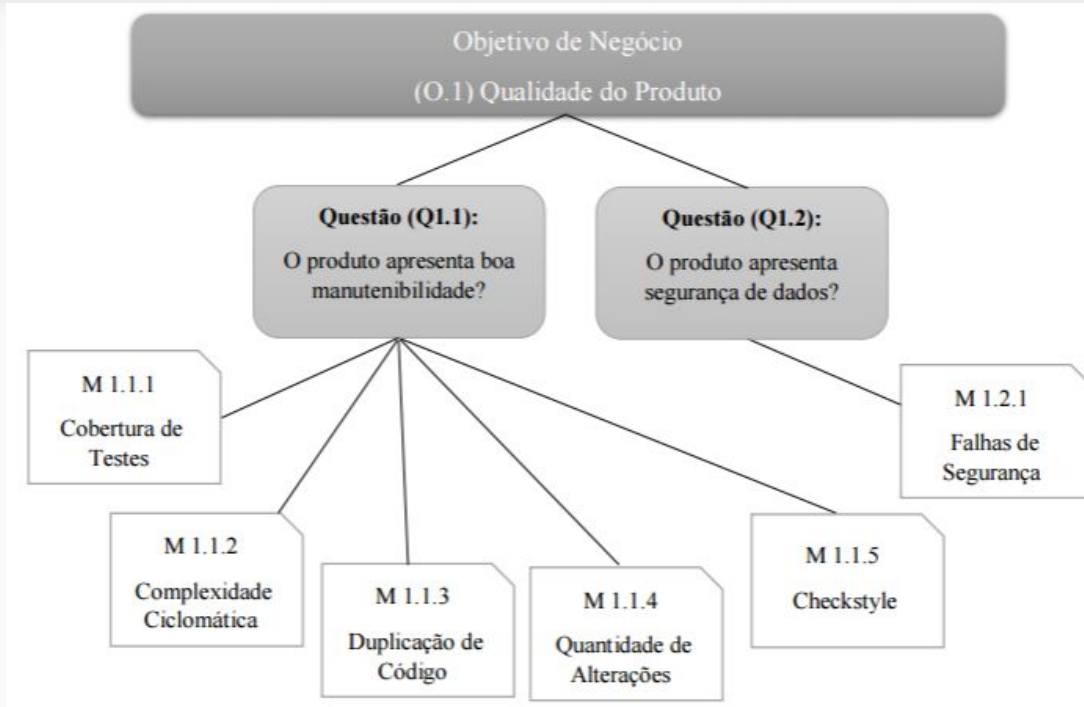 Objetivo de Negócio
(O.1) Qualidade do Produto
Questão (Q1.1):
O produto apresenta boa
manutenibilidade?
Questão (Q1.2):
O produto apresenta
segurança de dados?
M 1.1.1
Cobertura de
Testes
M 1.2.1
Falhas de
Segurança
M 1.1.2
Complexidade
Ciclomática
M 1.1.3
Duplicação de
Código
M 1.1.4
Quantidade de
Alterações
M 1.1.5
Checkstyle